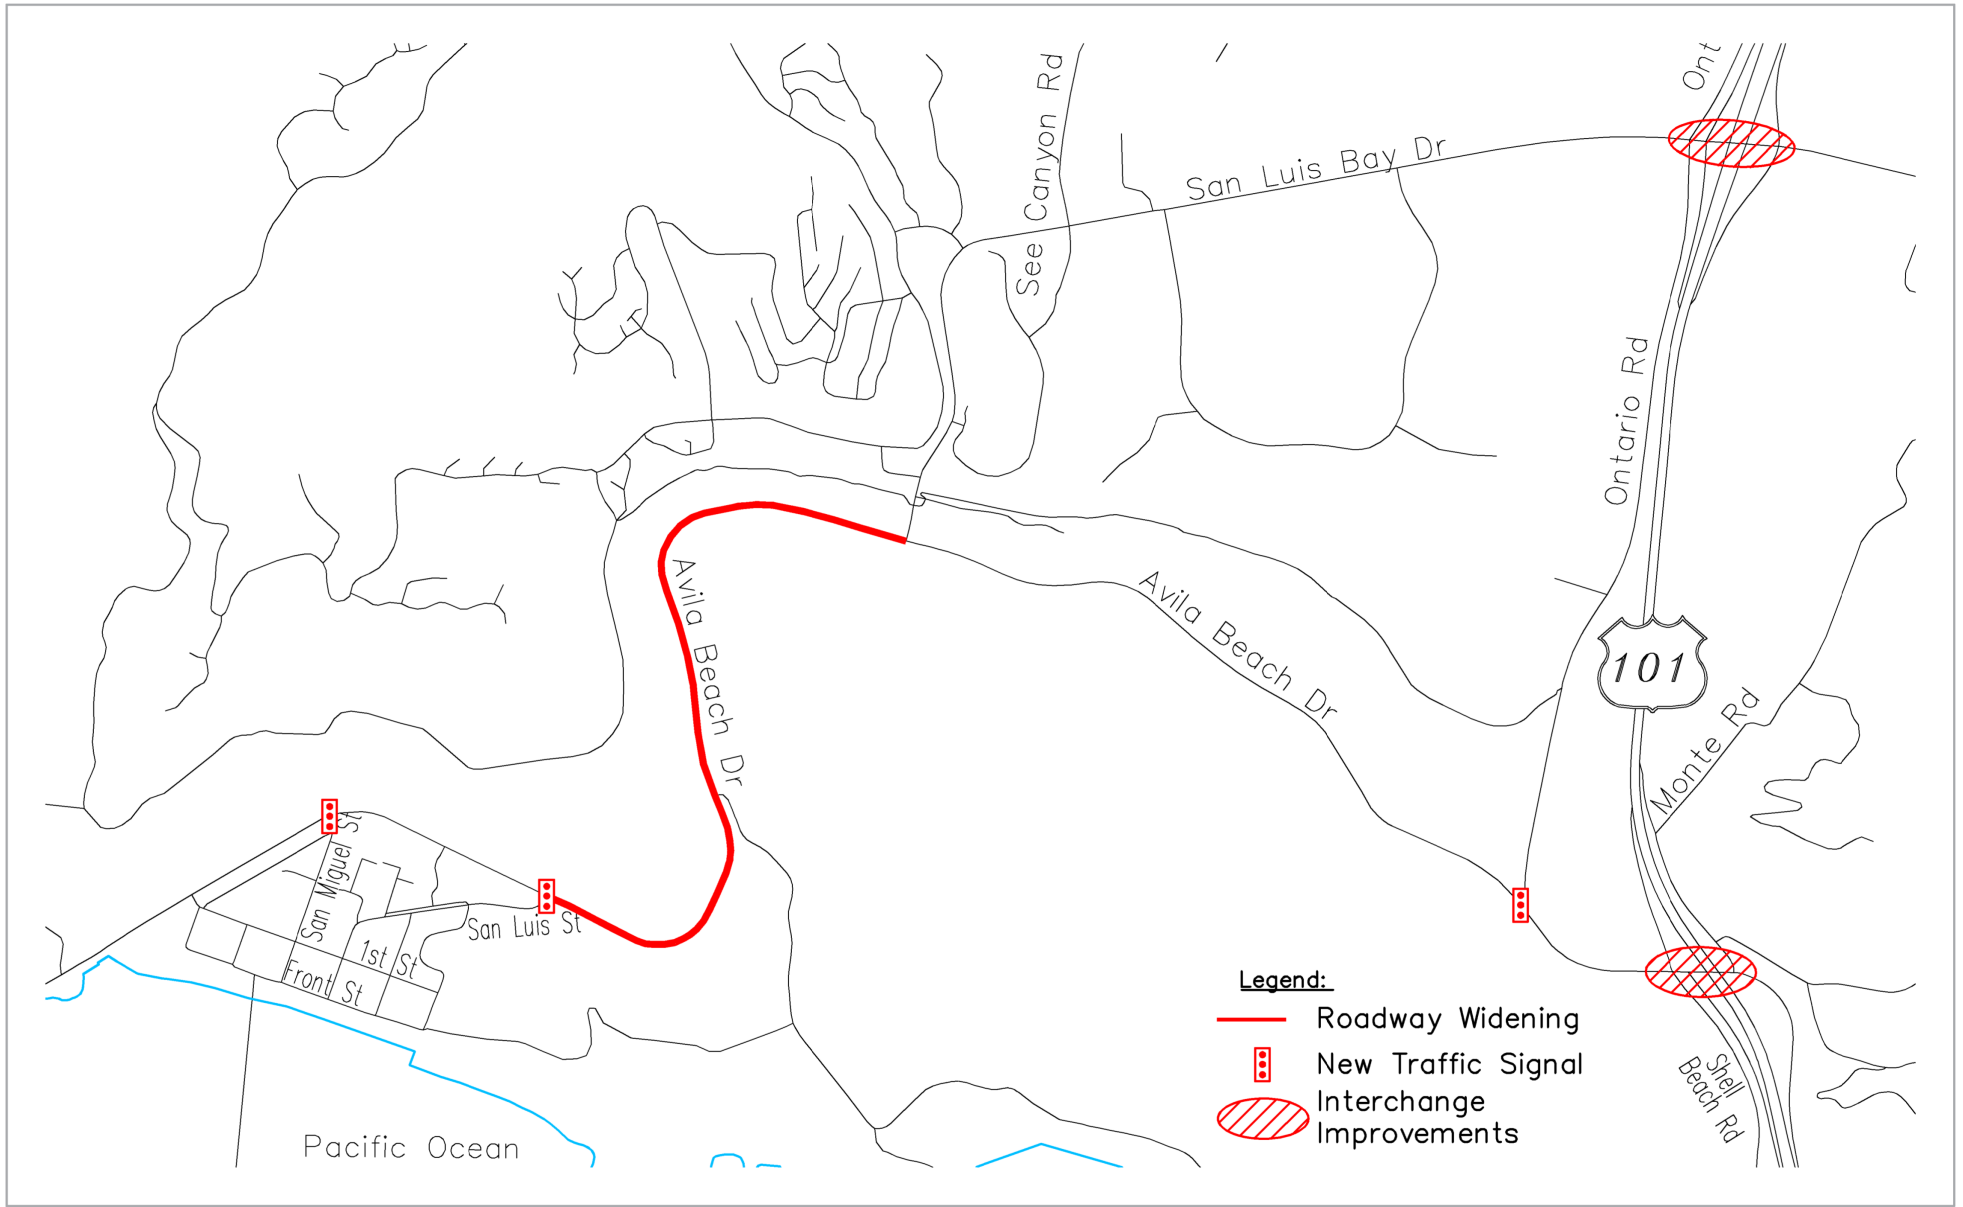 Ont
See Canyon Rd
San Luis Bay Dr
Ontario Rd
Avila Beach Dr
Avila Beach Dr
101
Monte Rd
San Miguel St
San Luis St
1st St
Front St
Pacific Ocean
Shell
Beach Rd
Legend:
Roadway Widening
New Traffic Signal
Interchange
Improvements